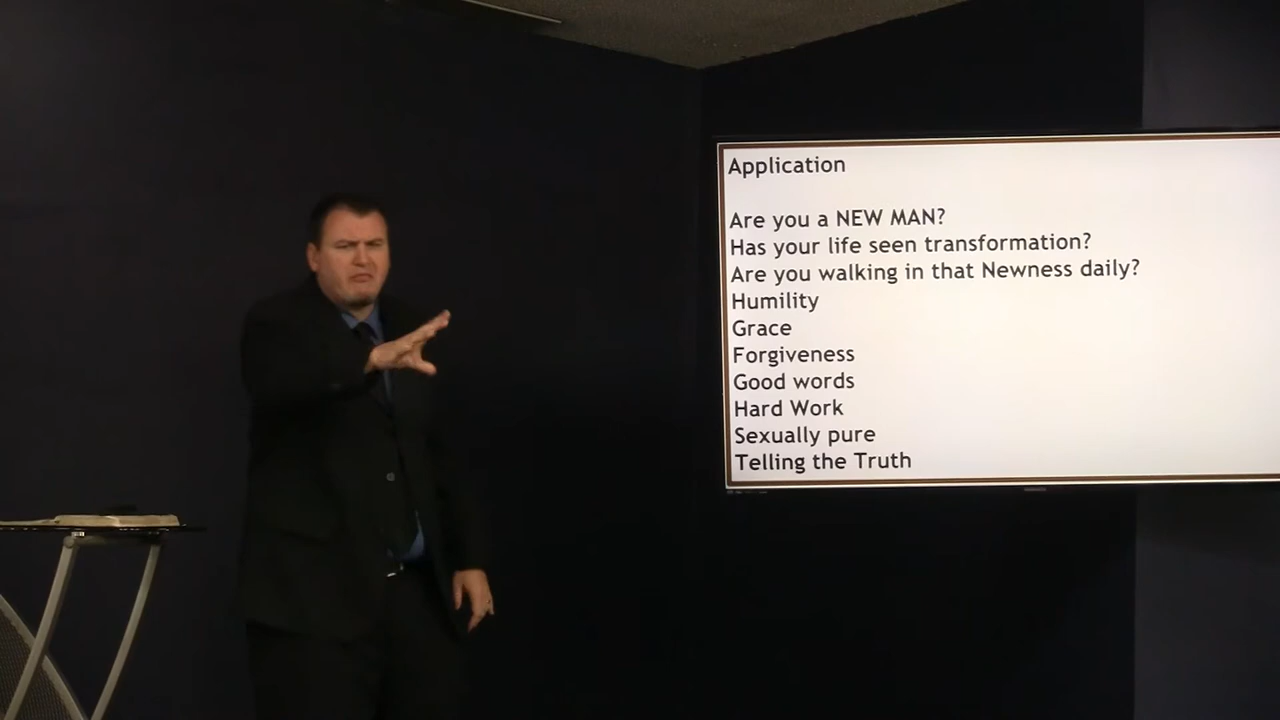 Application
Are you a NEW MAN?
Has your life seen transformation?
Are you walking in that Newness daily?
Humility
Grace
Forgiveness
Good words
Hard Work
Sexually pure
Telling the Truth